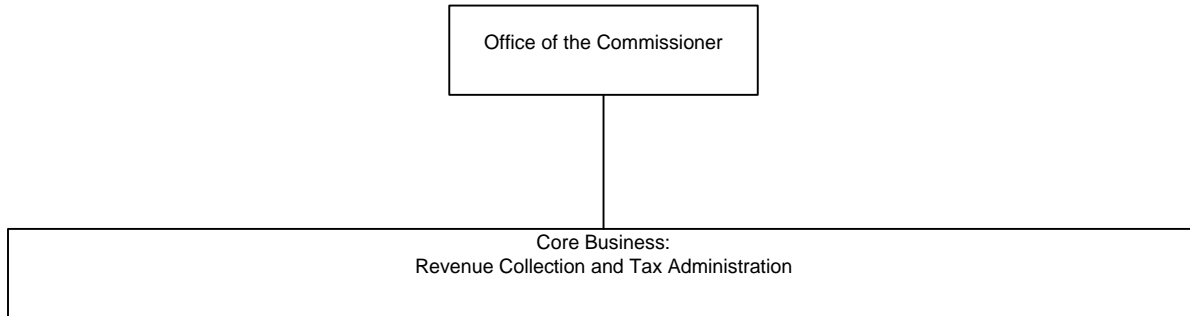 Office of the Commissioner
Core Business:
Revenue Collection and Tax Administration